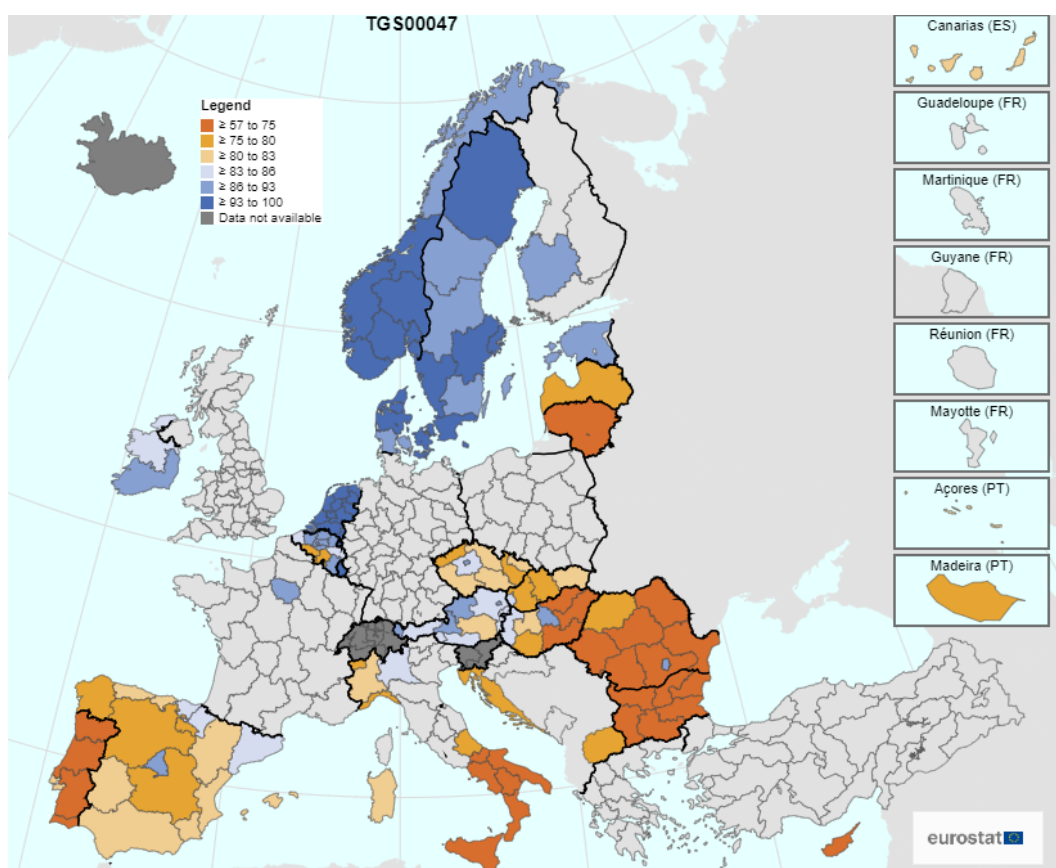 TGS00047
Legend
≥ 57 to 75
≥ 75 to 80
≥ 80 to 83
≥ 83 to 86
≥ 86 to 93
≥ 93 to 100
Data not available
Canarias (ES)
Guadeloupe (FR)
Martinique (FR)
Guyane (FR)
Réunion (FR)
Mayotte (FR)
Açores (PT)
Madeira (PT)
eurostat